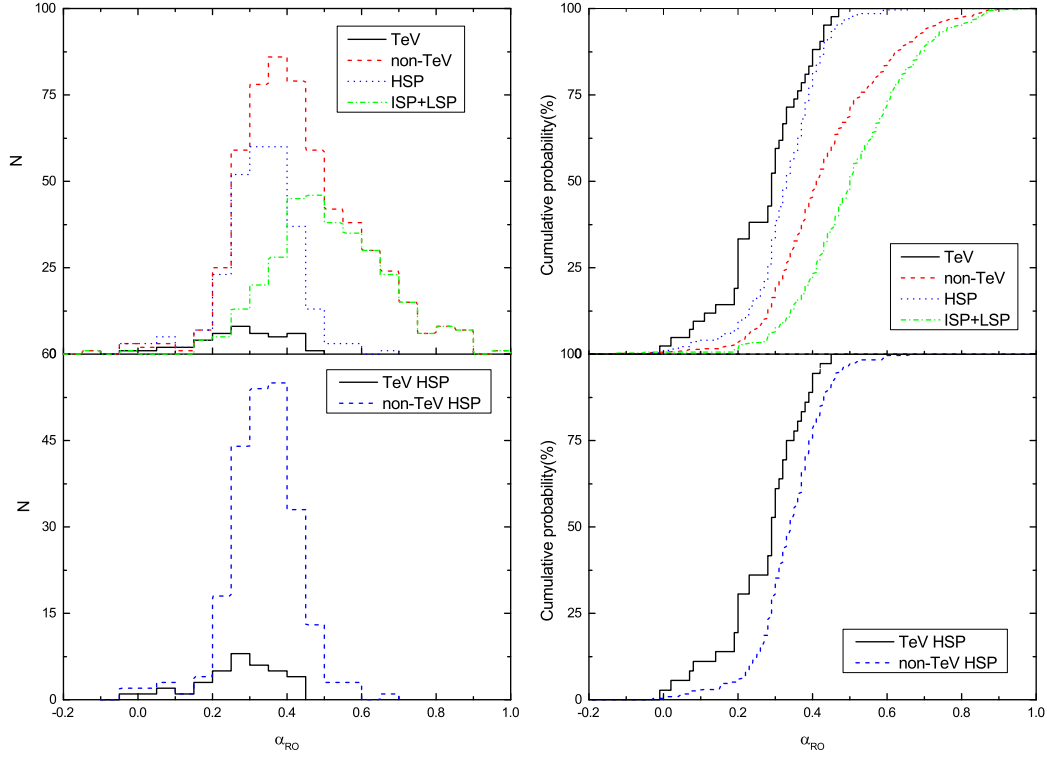 100
75
50
25
60
N
TeV
non-TeV
HSP
ISP+LSP
100
75
50
25
100
Cumulative probability(%)
TeV
non-TeV
HSP
ISP+LSP
45
30
15
0
N
TeV HSP
non-TeV HSP
-0.2 0.0 0.2 0.4 0.6 0.8 1.0
αRO
75
50
25
0
Cumulative probability(%)
TeV HSP
non-TeV HSP
-0.2 0.0 0.2 0.4 0.6 0.8 1.0
αRO